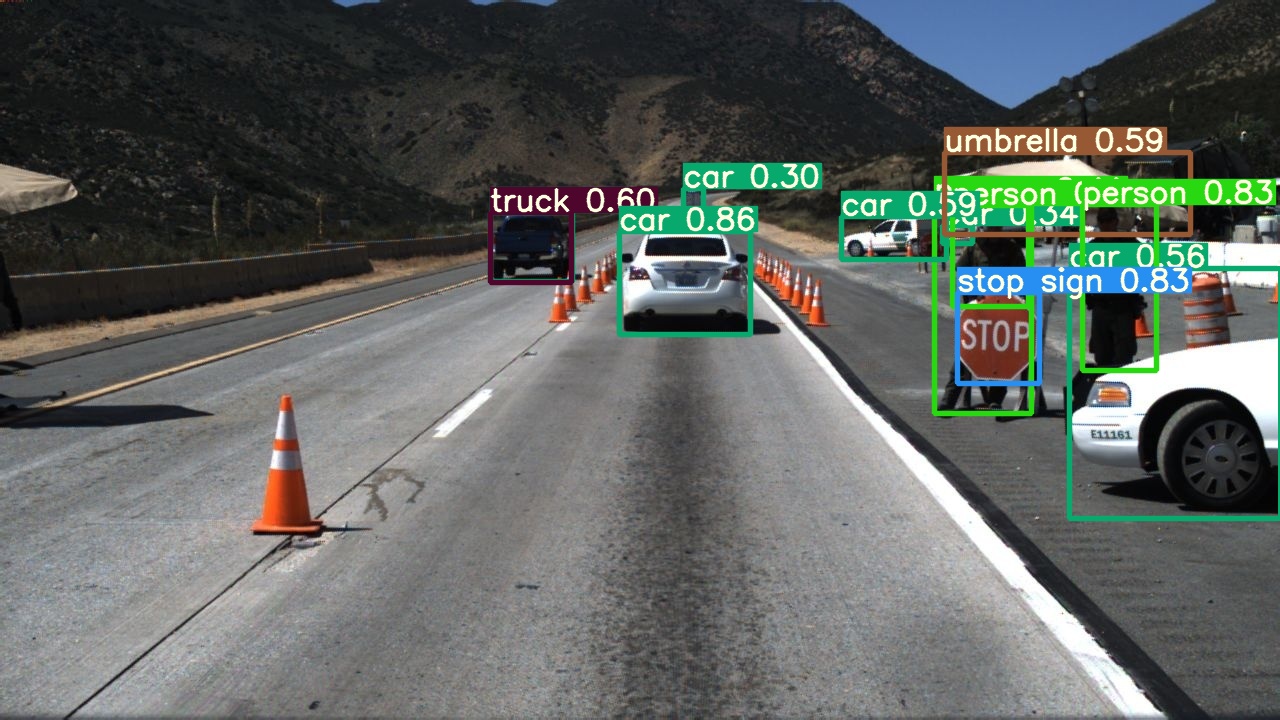 umbrella 0.59
car 0.30
person (person 0.83
truck 0.60
car 0.59
car 0.34
car 0.86
car 0.56
stop sign 0.83
STOP
E11161